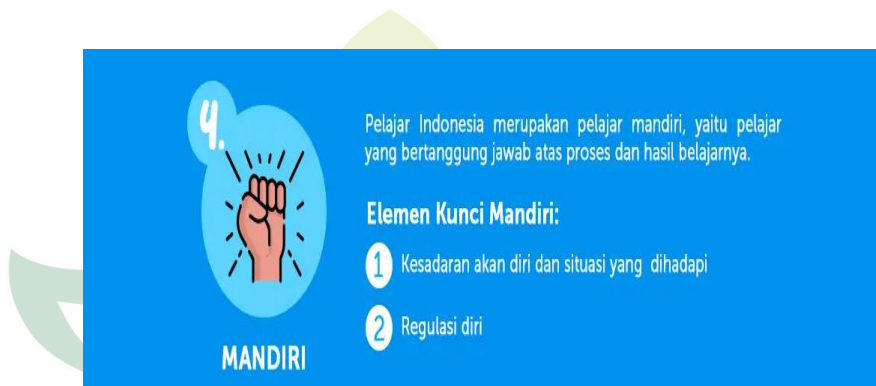 4.
MANDIRI
Pelajar Indonesia merupakan pelajar mandiri, yaitu pelajar
yang bertanggung jawab atas proses dan hasil belajarnya.
Elemen Kunci Mandiri:
1 Kesadaran akan diri dan situasi yang dihadapi
2 Regulasi diri